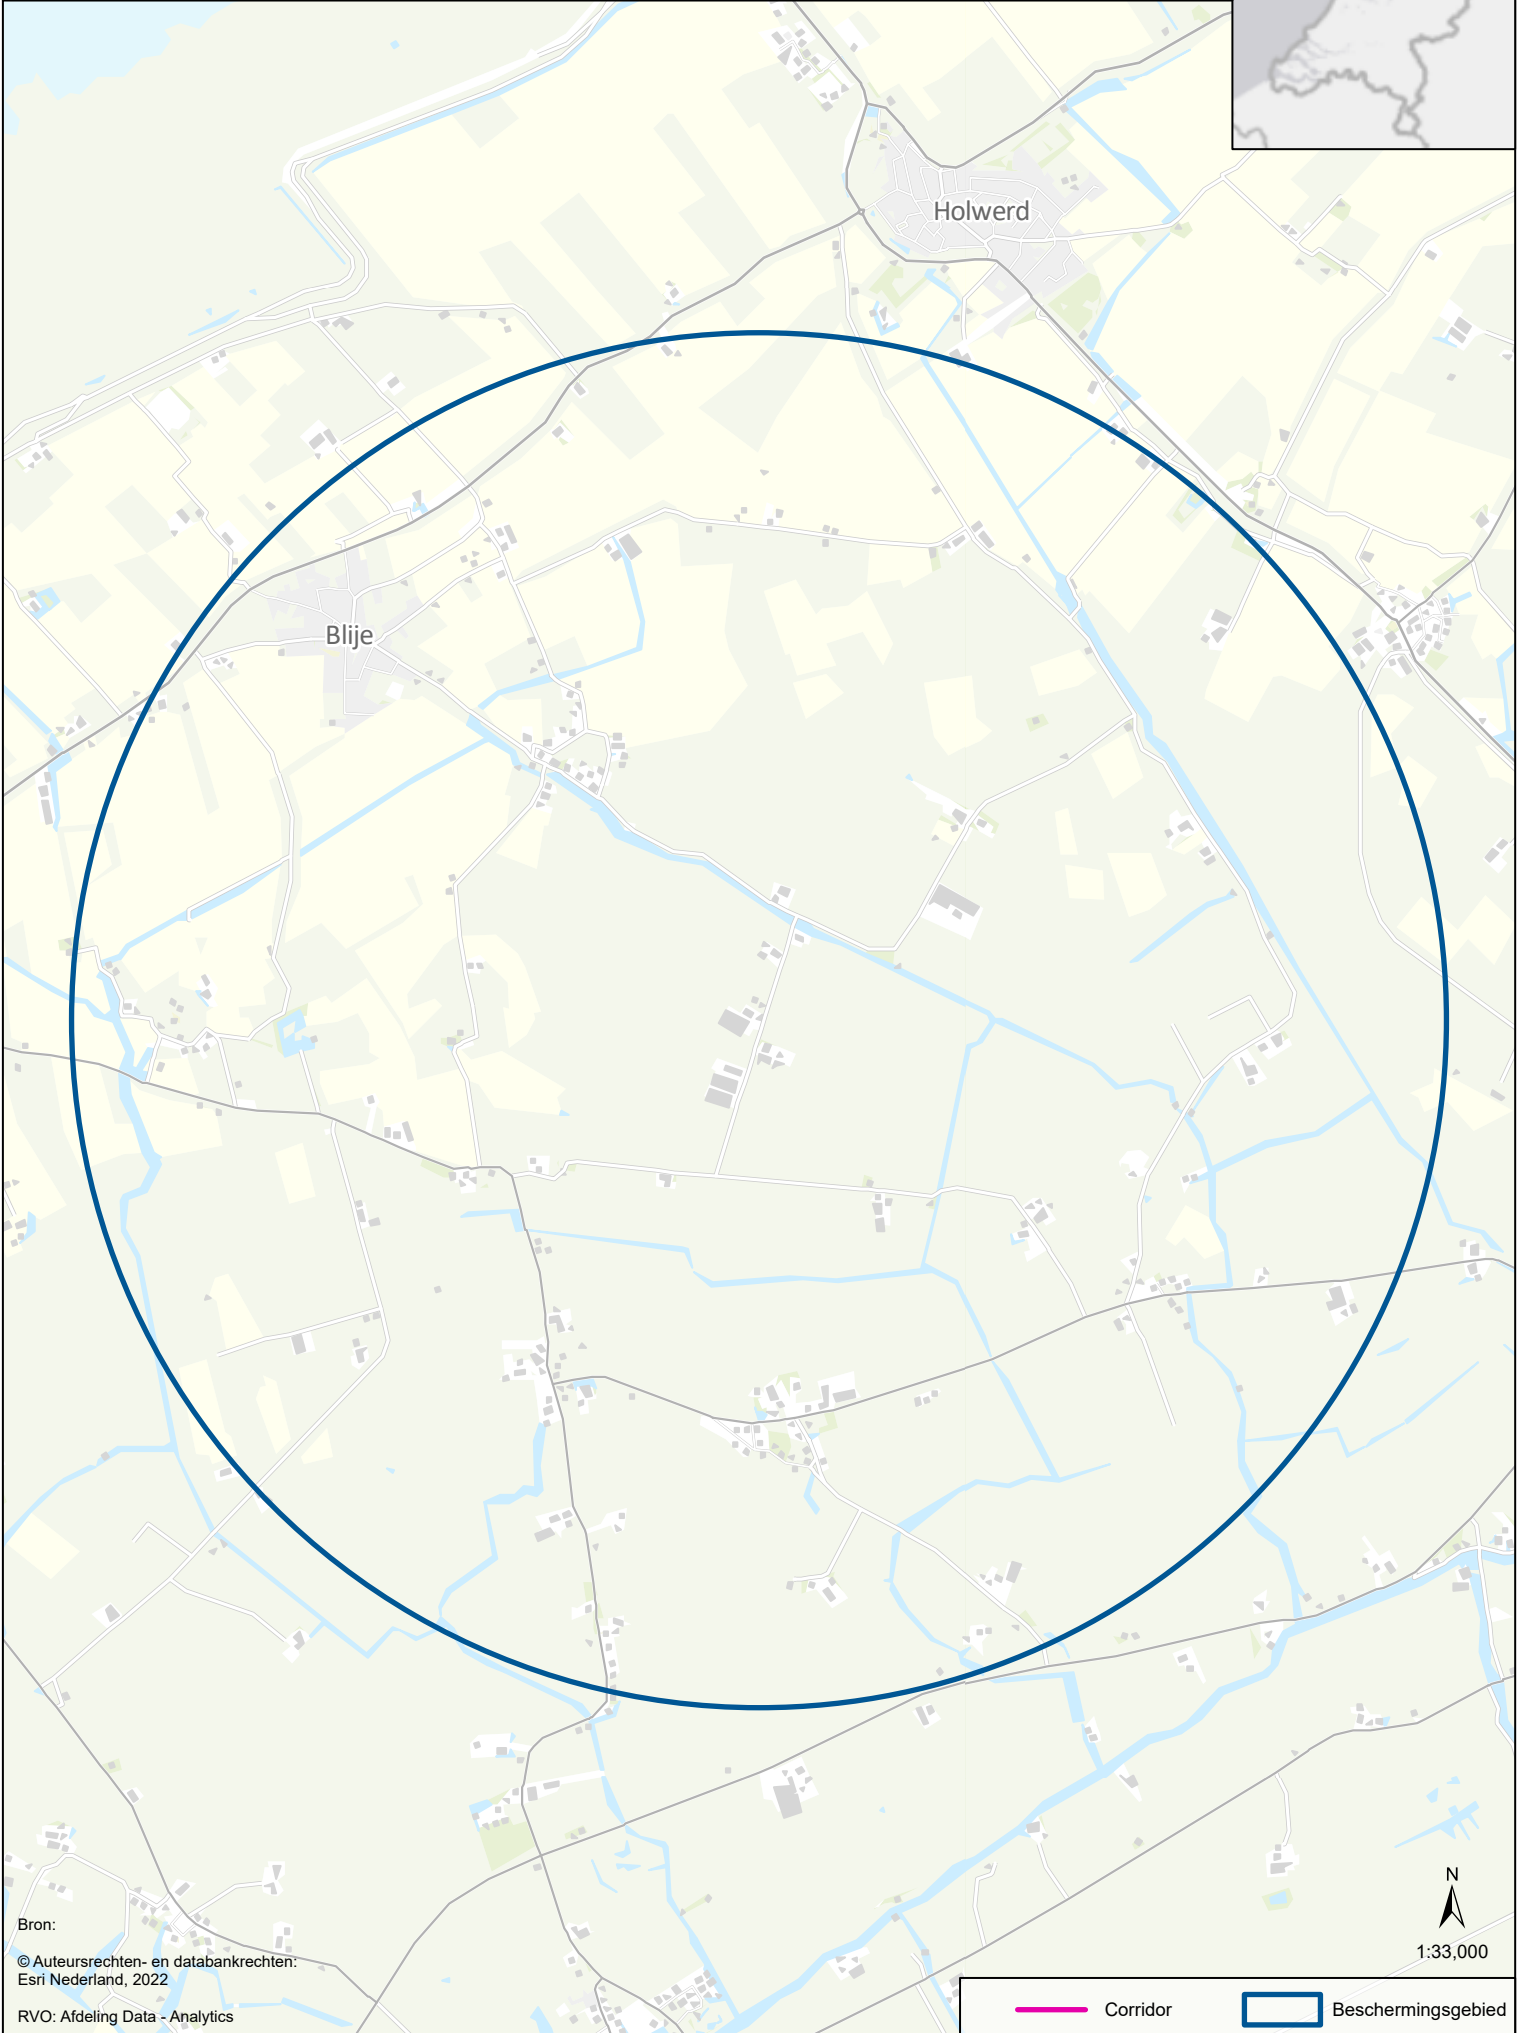 Holwerd
Blije
N
1:33,000
Bron:
© Auteursrechten- en databankrechten:
Esri Nederland, 2022
RVO: Afdeling Data - Analytics
Corridor
Beschermingsgebied